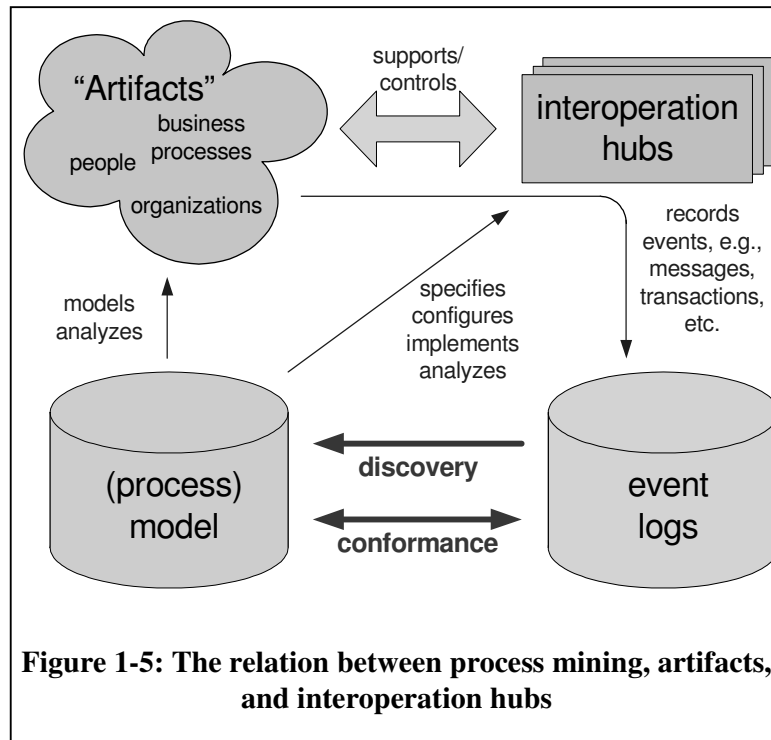 “Artifacts”
business
processes
people
organizations
supports/
controls
interoperation
hubs
records
events, e.g.,
messages,
transactions,
etc.
models
analyzes
specifies
configures
implements
analyzes
(process)
model
discovery
conformance
event
logs
Figure 1-5: The relation between process mining, artifacts,
and interoperation hubs